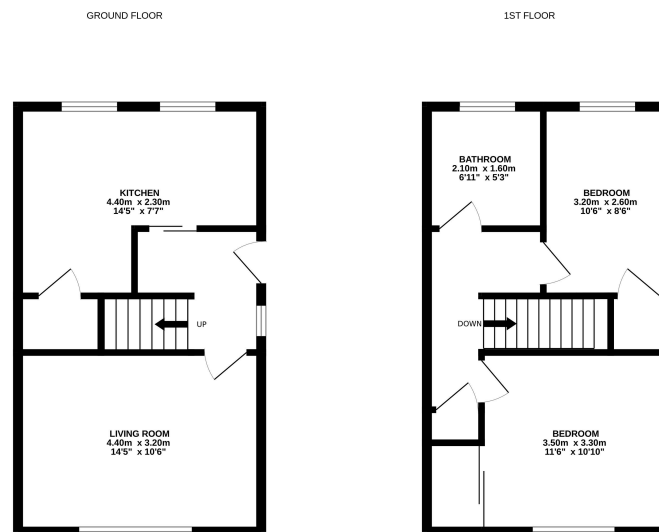 GROUND FLOOR
KITCHEN
4.40m x 2.30m
14'5" x 7'7"
UP
LIVING ROOM
4.40m x 3.20m
14'5" x 10'6"
1ST FLOOR
BATHROOM
2.10m x 1.60m
6'11" x 5'3"
BEDROOM
3.20m x 2.60m
10'6" x 8'6"
DOWN
BEDROOM
3.50m x 3.30m
11'6" x 10'10"